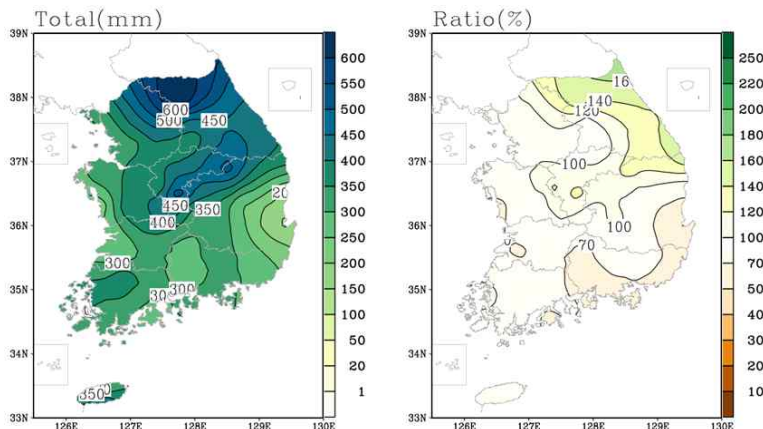 Total(mm)
Ratio(%)
39N
38N
37N
36N
35N
34N
33N
126E
127E
128E
129E
130E
600
500
450
20
450
400
350
300
300
350
600
550
500
450
400
350
300
250
200
150
100
50
20
1
39N
38N
37N
36N
35N
34N
33N
126E
127E
128E
129E
130E
16
140
120
100
100
70
250
220
200
180
160
140
120
100
70
50
40
30
20
10